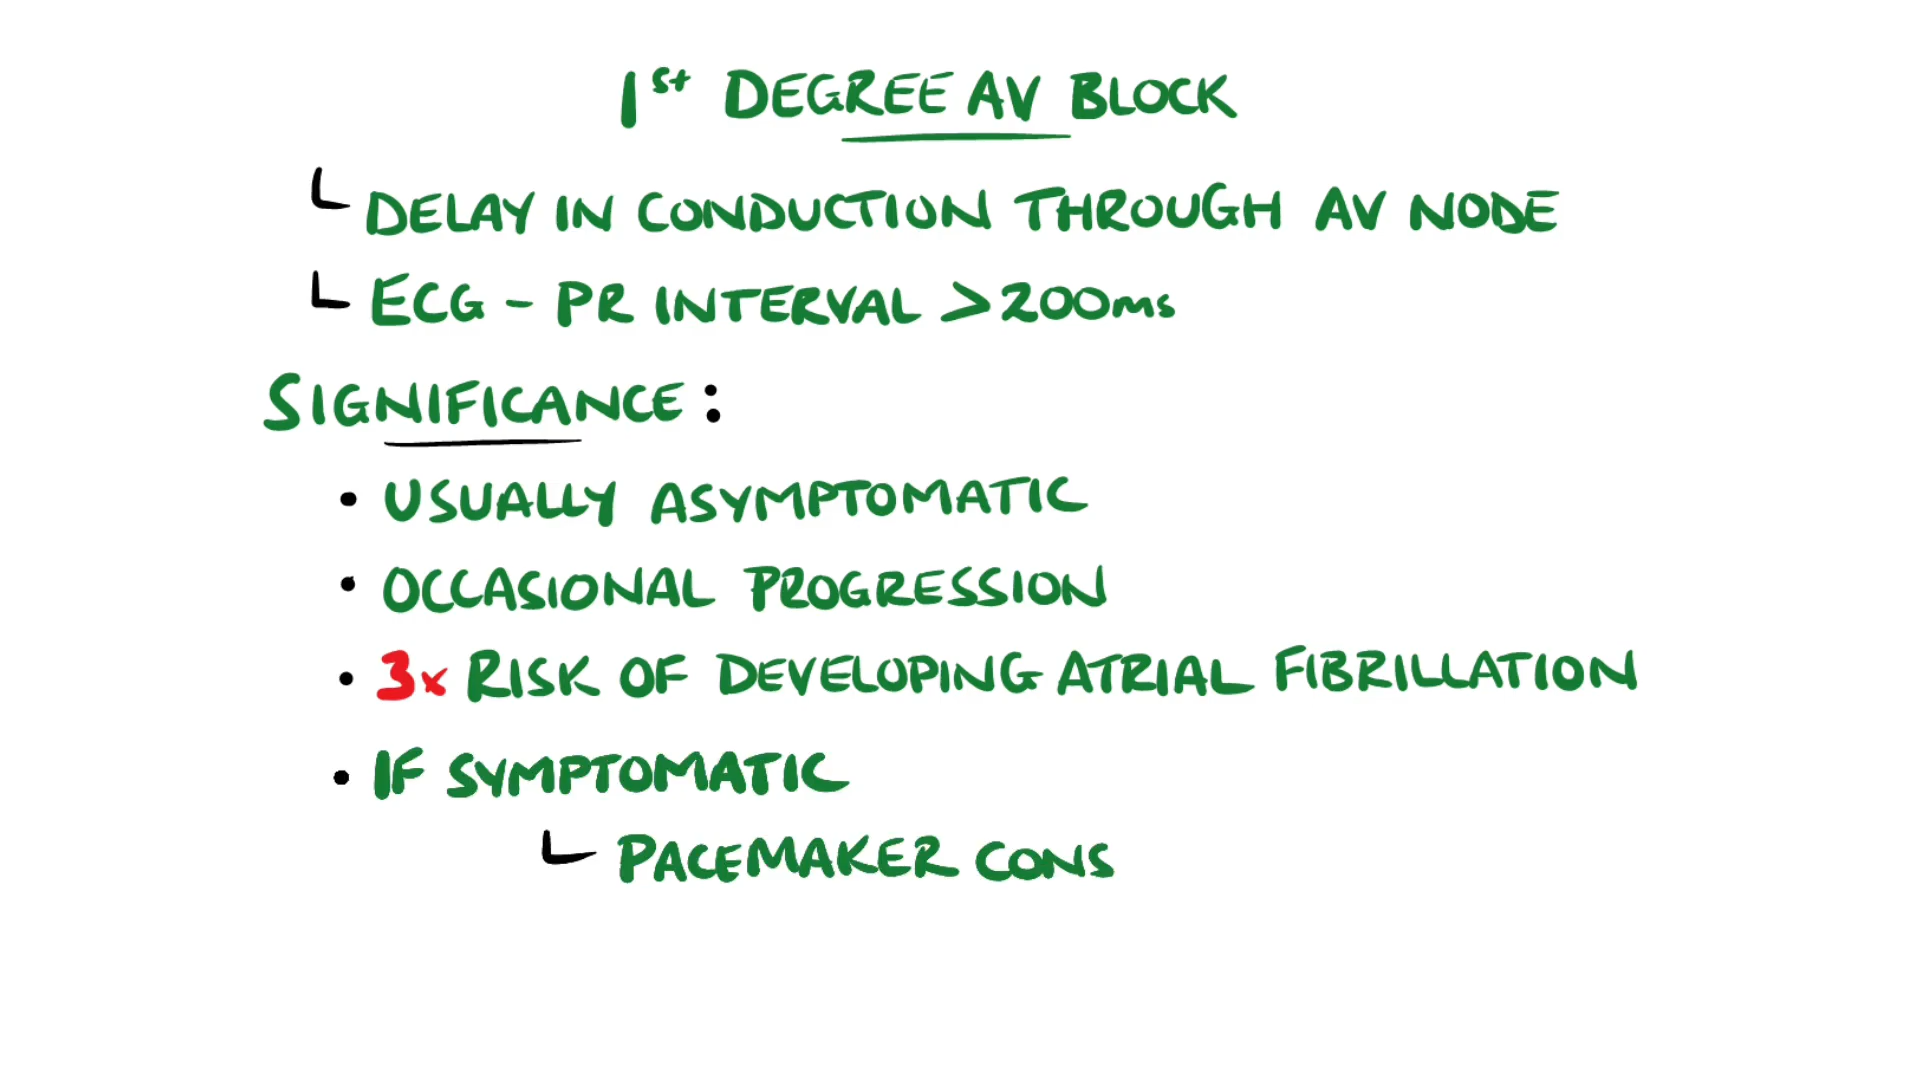 1st DEGREE AV BLOCK
DELAY IN CONDUCTION THROUGH AV NODE
ECG - PR INTERVAL >200ms
SIGNIFICANCE:
• USUALLY ASYMPTOMATIC
• OCCASIONAL PROGRESSION
• 3x RISK OF DEVELOPING ATRIAL FIBRILLATION
• IF SYMPTOMATIC
PACEMAKER CONS